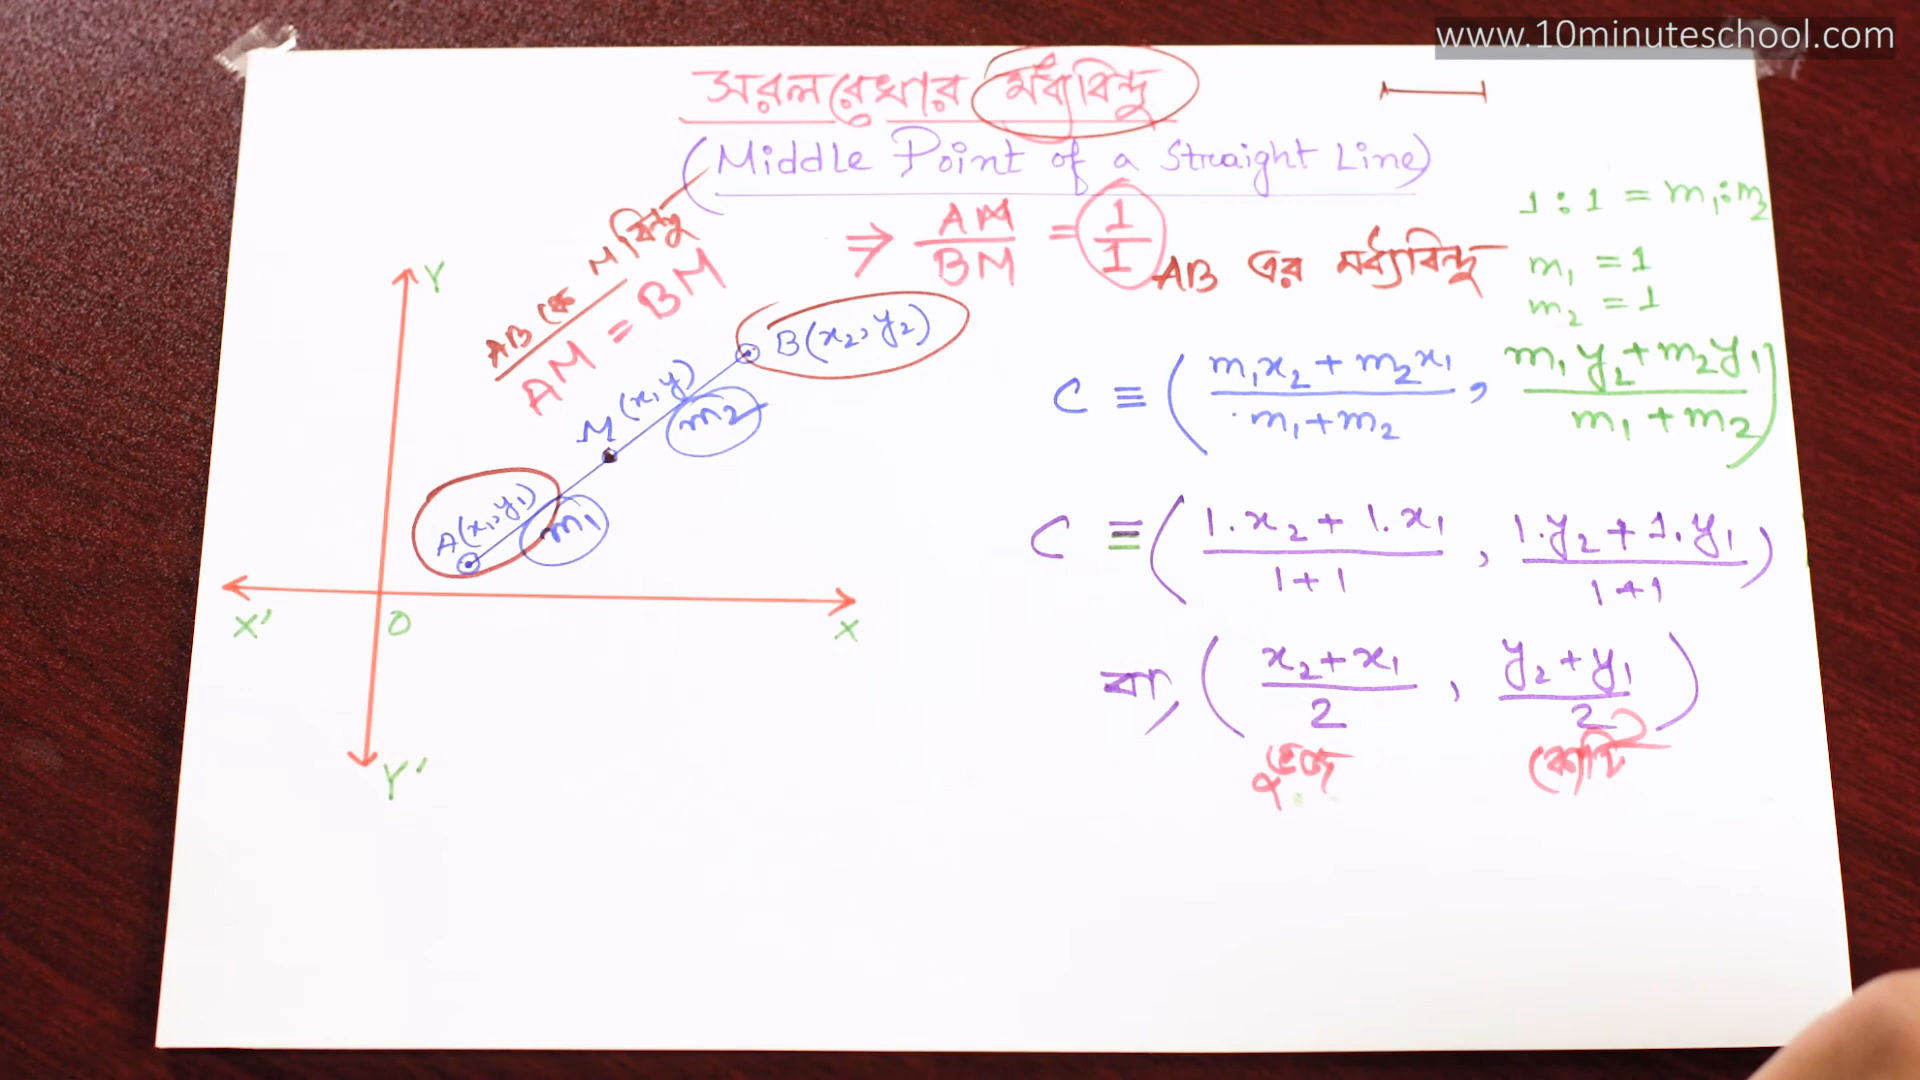 www.10minuteschool.com
সরলরেখার মধ্যবিন্দু
(Middle Point of a Straight Line)
1 : 1 = m₁ : m₂
m₁ = 1
m₂ = 1
AB কে M বিন্দু
AM = BM
⇒ AM/BM = 1/1
AB এর মধ্যবিন্দু
Y
B(x₂, y₂)
M(x, y)
m₂
A(x₁, y₁)
m₁
X'
O
X
Y'
C ≡ ( (m₁x₂ + m₂x₁)/(m₁+m₂) , (m₁y₂+m₂y₁)/(m₁+m₂) )
C ≡ ( (1.x₂ + 1.x₁)/(1+1) , (1.y₂+1.y₁)/(1+1) )
বা, ( (x₂+x₁)/2 , (y₂+y₁)/2 )
ভুজ
কোটি